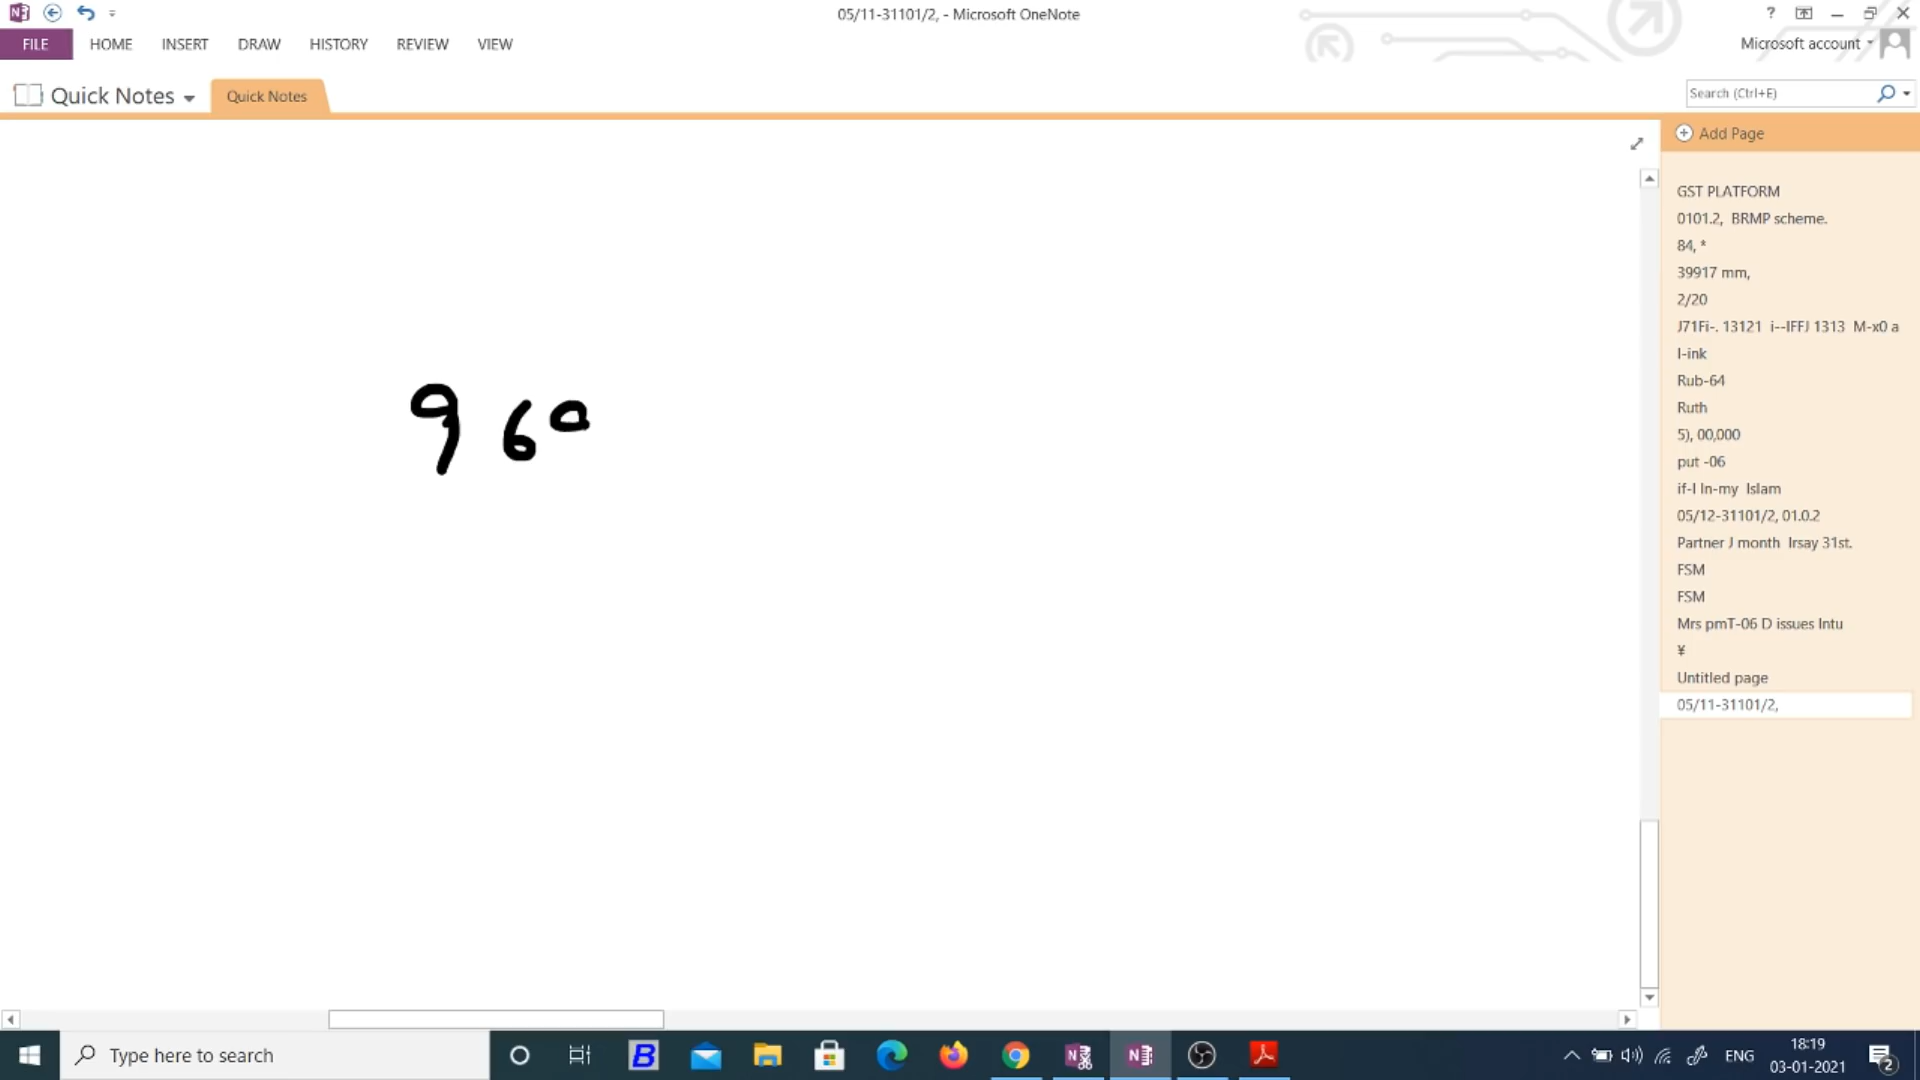 05/11-31101/2, - Microsoft OneNote
?
FILE HOME INSERT DRAW HISTORY REVIEW VIEW
Microsoft account
Quick Notes
Quick Notes
Search (Ctrl+E)
Add Page
GST PLATFORM
0101.2, BRMP scheme.
84, *
39917 mm,
2/20
J71Fi-. 13121 i--IFFJ 1313 M-x0 a
I-ink
Rub-64
Ruth
5), 00,000
put -06
if-I In-my Islam
05/12-31101/2, 01.0.2
Partner J month Irsay 31st.
FSM
FSM
Mrs pmT-06 D issues Intu
¥
Untitled page
05/11-31101/2,
9 6
Type here to search
B
ENG
18:19
03-01-2021
2